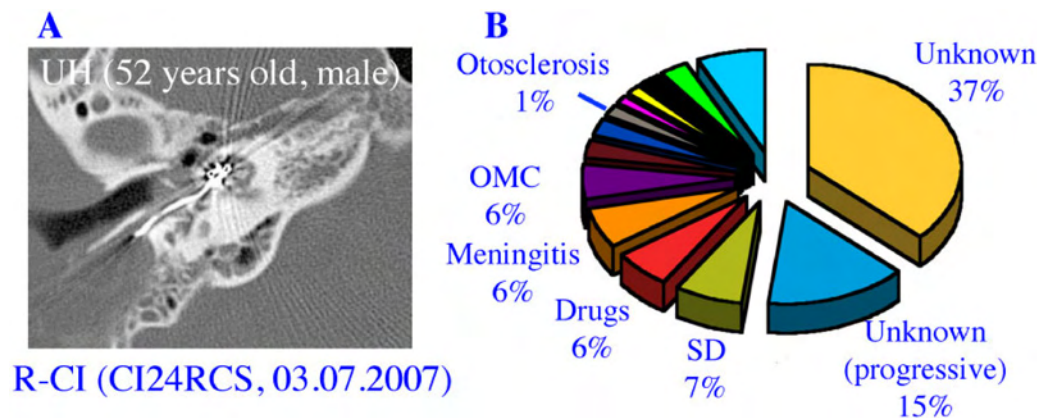 A
UH (52 years old, male)
R-CI (CI24RCS, 03.07.2007)
B
Unknown
37%
Otosclerosis
1%
OMC
6%
Meningitis
6%
Drugs
6%
SD
7%
Unknown
(progressive)
15%